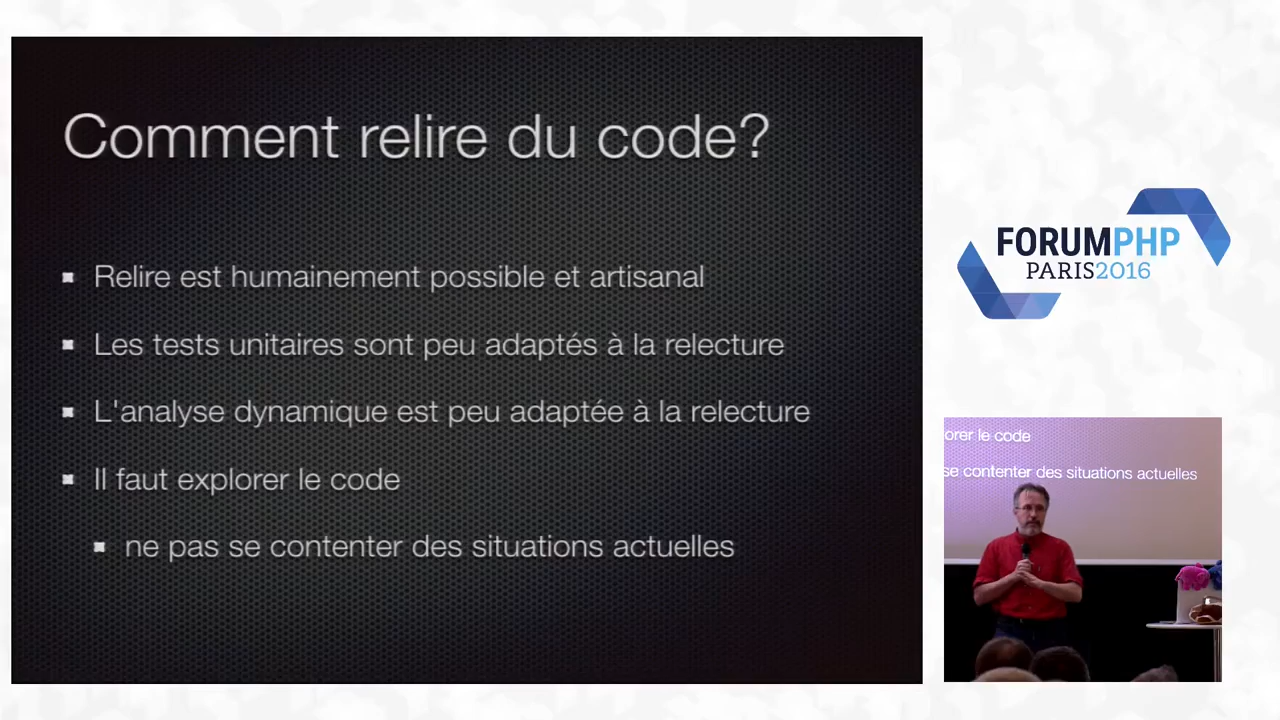 Comment relire du code?
Relire est humainement possible et artisanal
Les tests unitaires sont peu adaptés à la relecture
L'analyse dynamique est peu adaptée à la relecture
Il faut explorer le code
ne pas se contenter des situations actuelles
FORUMPHP
PARIS2016
orer le code
se contenter des situations actuelles